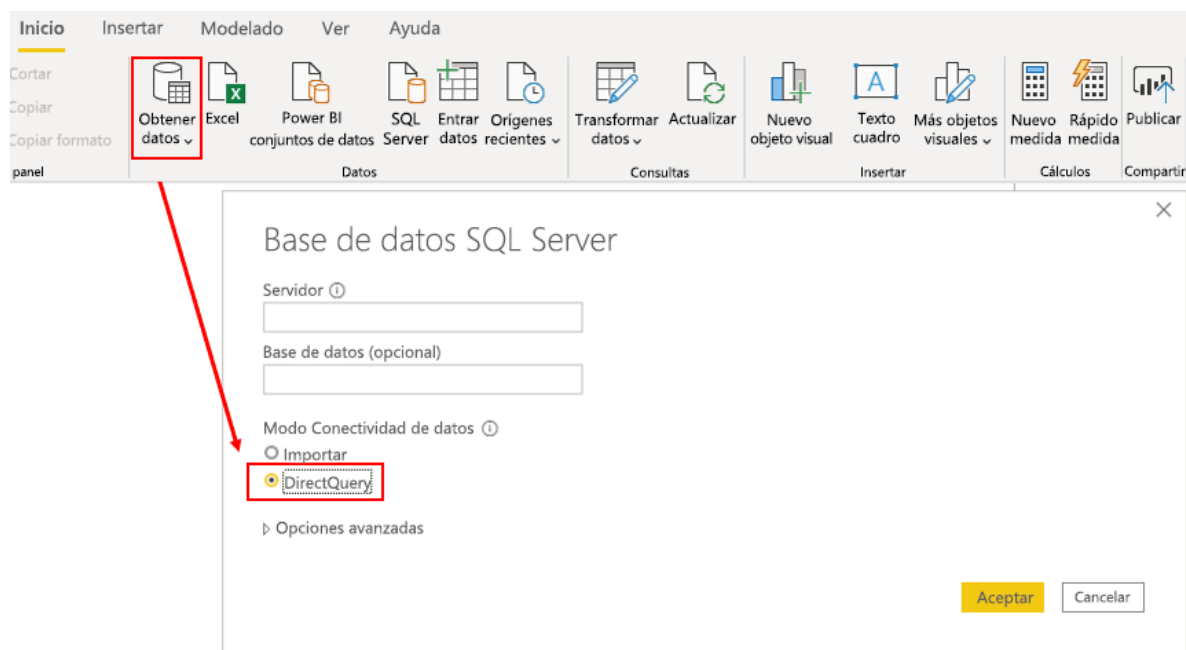 Inicio Insertar Modelado Ver Ayuda
Cortar
Copiar
Copiar formato
Obtener datos
Excel
Power BI conjuntos de datos
SQL Server
Entrar datos
Orígenes recientes
Transformar datos
Actualizar
Nuevo objeto visual
Texto cuadro
Más objetos visuales
Nuevo medida
Rápido medida
Publicar
panel Datos Consultas Insertar Cálculos Compartir
Base de datos SQL Server
Servidor
Base de datos (opcional)
Modo Conectividad de datos
Importar
DirectQuery
Opciones avanzadas
Aceptar Cancelar